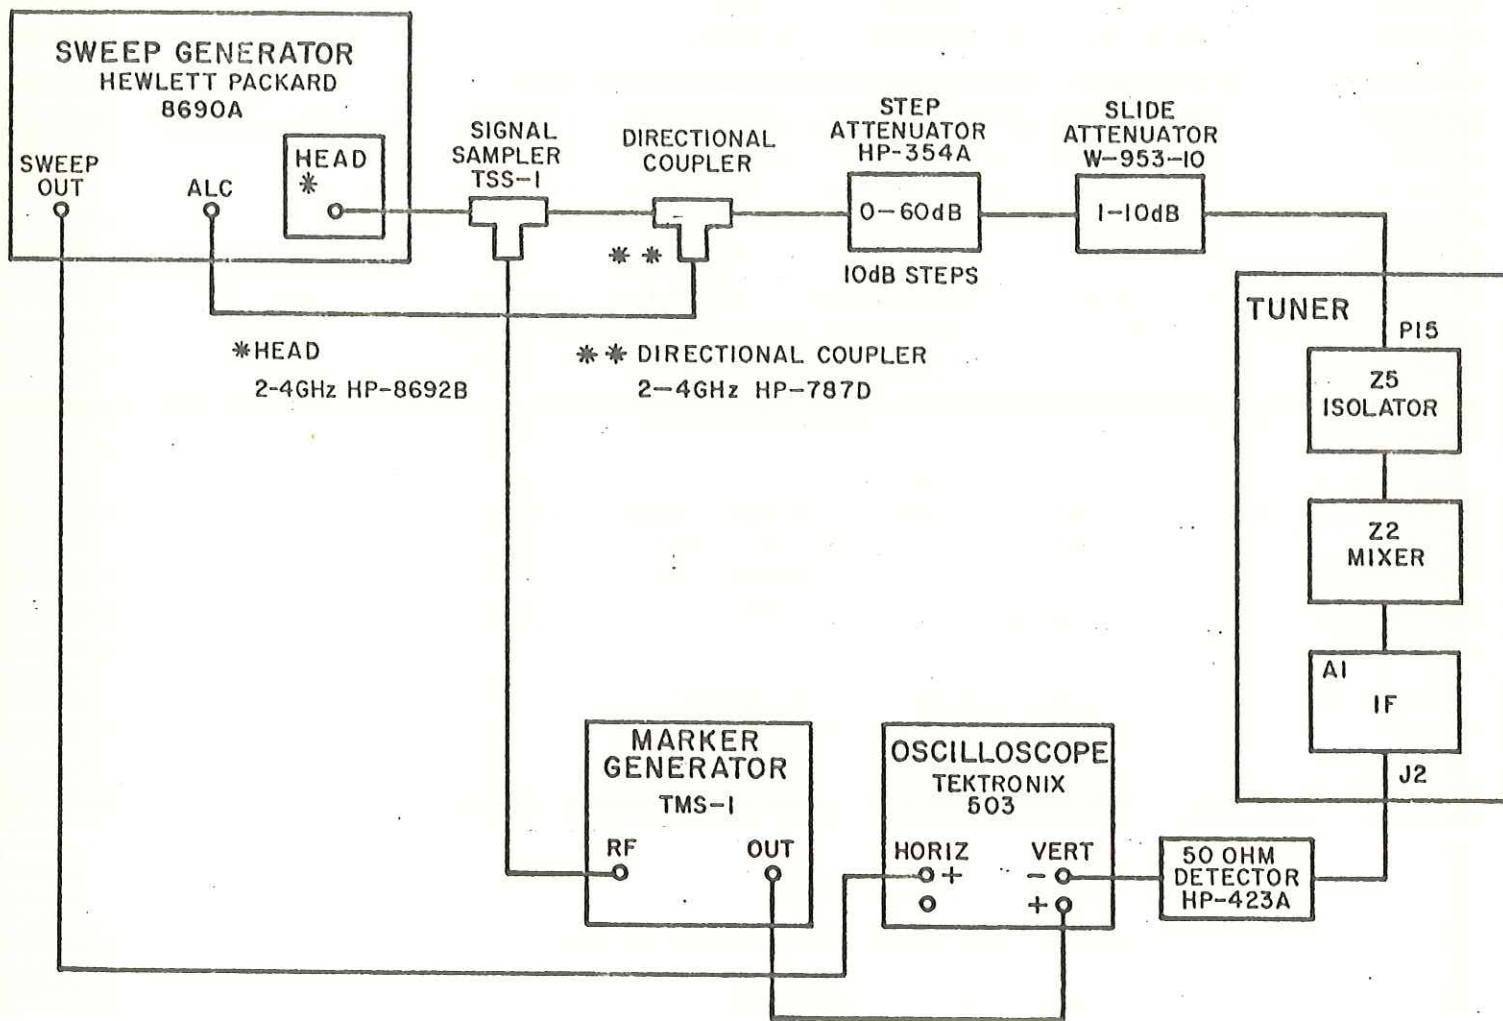 SWEEP GENERATOR
HEWLETT PACKARD
8690A
SWEEP
OUT
ALC
HEAD
*
SIGNAL
SAMPLER
TSS-1
DIRECTIONAL
COUPLER
* *
STEP
ATTENUATOR
HP-354A
0-60dB
10dB STEPS
SLIDE
ATTENUATOR
W-953-10
1-10dB
*HEAD
2-4GHz HP-8692B
** DIRECTIONAL COUPLER
2-4GHz HP-787D
TUNER
P15
Z5
ISOLATOR
Z2
MIXER
A1
IF
J2
MARKER
GENERATOR
TMS-1
RF
OUT
OSCILLOSCOPE
TEKTRONIX
503
HORIZ
+
VERT
-
+
50 OHM
DETECTOR
HP-423A